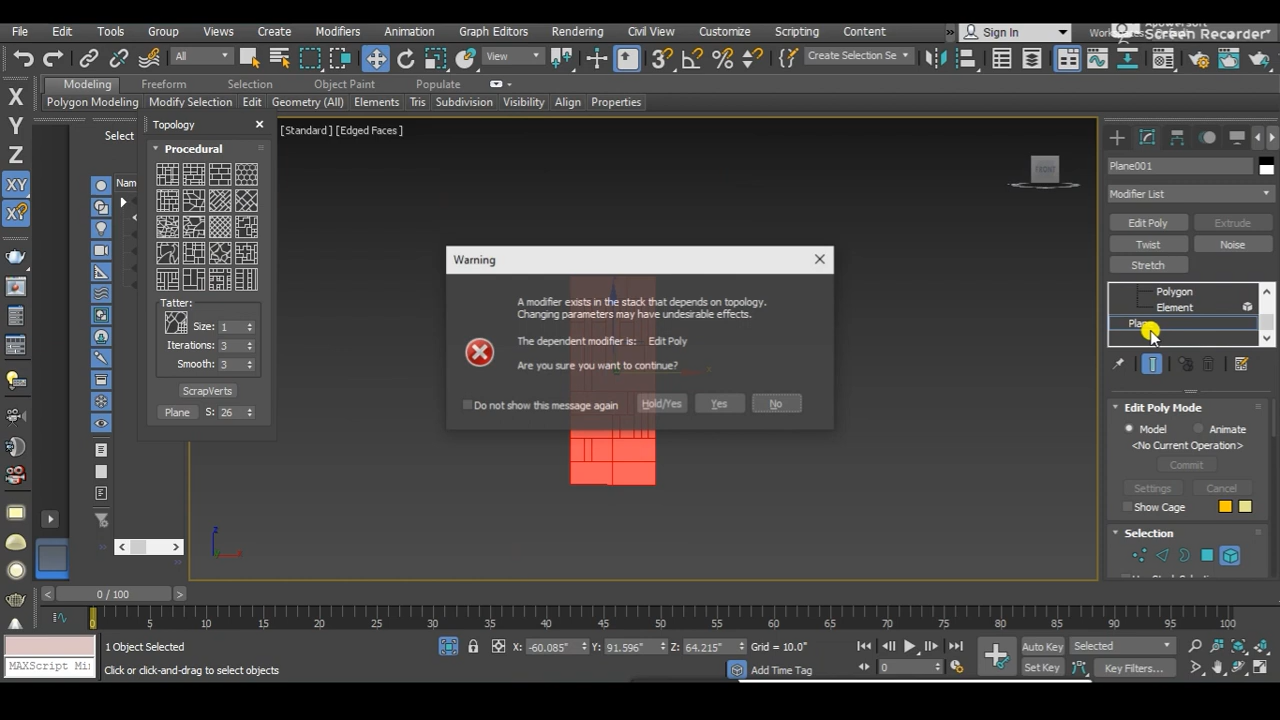 File Edit Tools Group Views Create Modifiers Animation Graph Editors Rendering Civil View Customize Scripting Content Sign In
Screen Recorder
All View Create Selection Se
Modeling Freeform Selection Object Paint Populate
Polygon Modeling Modify Selection Edit Geometry (All) Elements Tris Subdivision Visibility Align Properties
X
Y
Z
XY
XY
Select
Nam
Topology
Procedural
Tatter:
Size: 1
Iterations: 3
Smooth: 3
ScrapVerts
Plane S: 26
[Standard ] [Edged Faces ]
FRONT
Warning
A modifier exists in the stack that depends on topology.
Changing parameters may have undesirable effects.
The dependent modifier is: Edit Poly
Are you sure you want to continue?
Do not show this message again Hold/Yes Yes No
z
Plane001
Modifier List
Edit Poly Extrude
Twist Noise
Stretch
Polygon
Element
Edit Poly Mode
Model Animate
<No Current Operation>
Commit
Settings Cancel
Show Cage
Selection
0 / 100
0 5 10 15 20 25 30 35 40 45 50 55 60 65 70 75 80 85 90 95 100
1 Object Selected X: -60.085" Y: 91.596" Z: 64.215" Grid = 10.0" Auto Key Selected
MAXScript Mi Click or click-and-drag to select objects Add Time Tag 0 Set Key Key Filters...